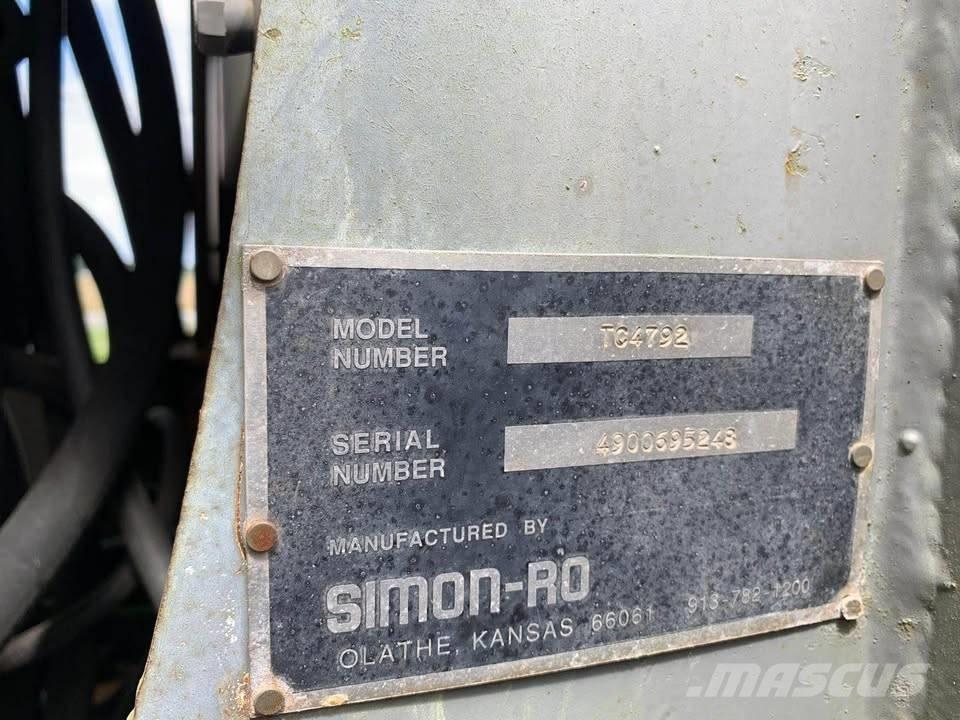 MODEL
NUMBER TC4792
SERIAL
NUMBER 4900695248
MANUFACTURED BY
SIMON-RO
OLATHE, KANSAS 66061 913-782-1200
MASCUS